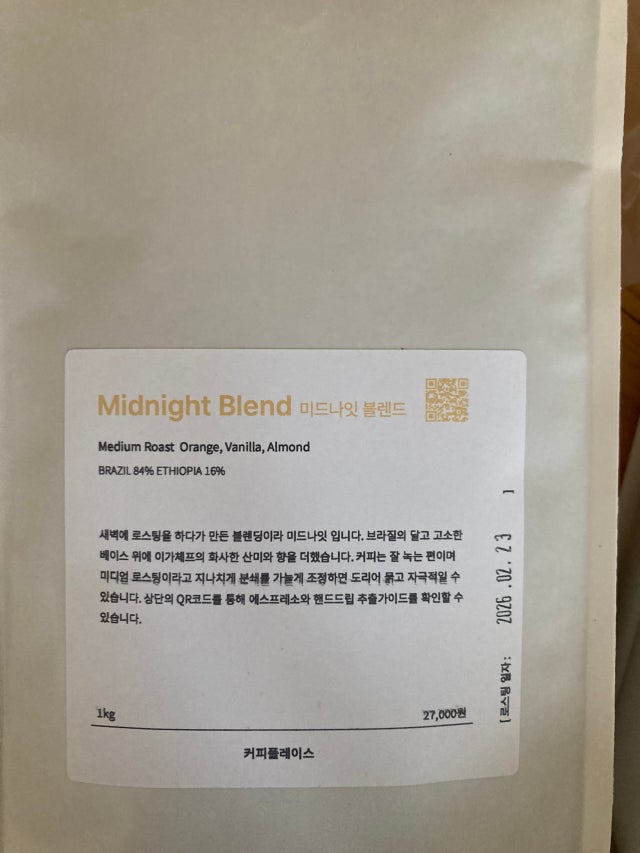 Midnight Blend 미드나잇 블렌드
Medium Roast Orange, Vanilla, Almond
BRAZIL 84% ETHIOPIA 16%
새벽에 로스팅을 하다가 만든 블렌딩이라 미드나잇 입니다. 브라질의 달고 고소한
베이스 위에 이가체프의 화사한 산미와 향을 더했습니다. 커피는 잘 녹는 편이며
미디엄 로스팅이라고 지나치게 분쇄를 가늘게 조정하면 도리어 묽고 자극적일 수
있습니다. 상단의 QR코드를 통해 에스프레소와 핸드드립 추출가이드를 확인할 수
있습니다.
1kg
27,000원
커피플레이스
[ 로스팅 일자 : 2026 .02. 23 ]